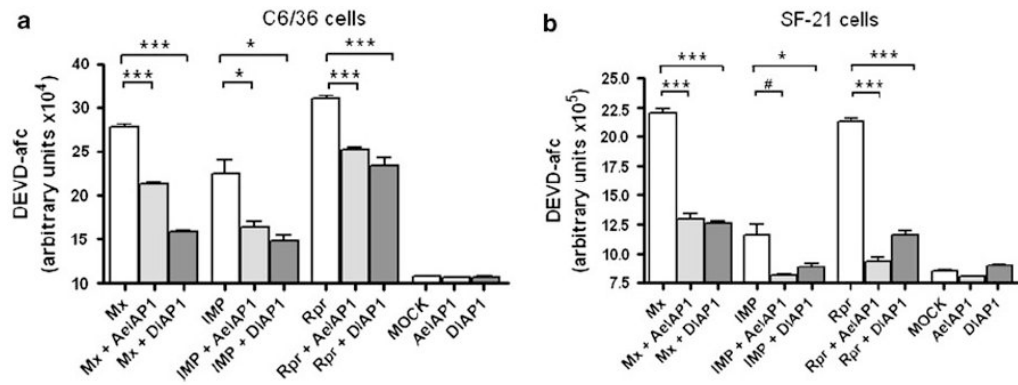 a
C6/36 cells
DEVD-afc
(arbitrary units x10⁴)
40
30
25
20
15
10
***
***
*
*
***
***
Mx
Mx + AeIAP1
Mx + DIAP1
IMP
IMP + AeIAP1
IMP + DIAP1
Rpr
Rpr + AeIAP1
Rpr + DIAP1
MOCK
AeIAP1
DIAP1
b
SF-21 cells
DEVD-afc
(arbitrary units x10⁵)
25.0
22.5
20.0
17.5
15.0
12.5
10.0
7.5
***
***
*
#
***
***
Mx
Mx + AeIAP1
Mx + DIAP1
IMP
IMP + AeIAP1
IMP + DIAP1
Rpr
Rpr + AeIAP1
Rpr + DIAP1
MOCK
AeIAP1
DIAP1